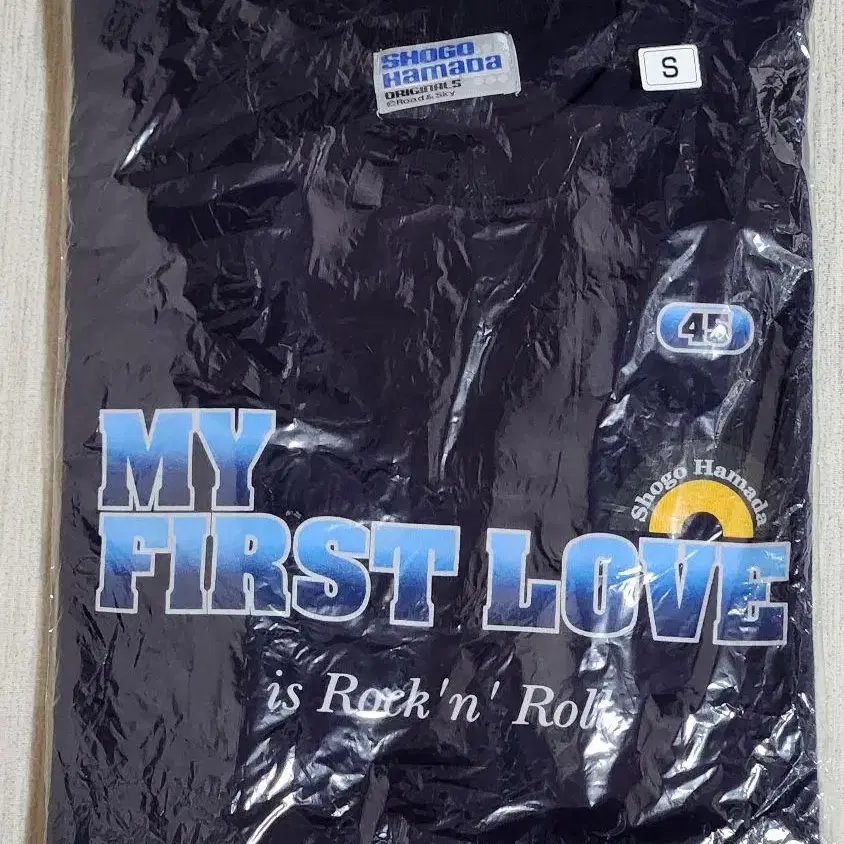 SHOGO
HAMADA
ORIGINALS
©Road & Sky
S
45
MY
Shogo Hamada
FIRST LOVE
is Rock'n' Roll